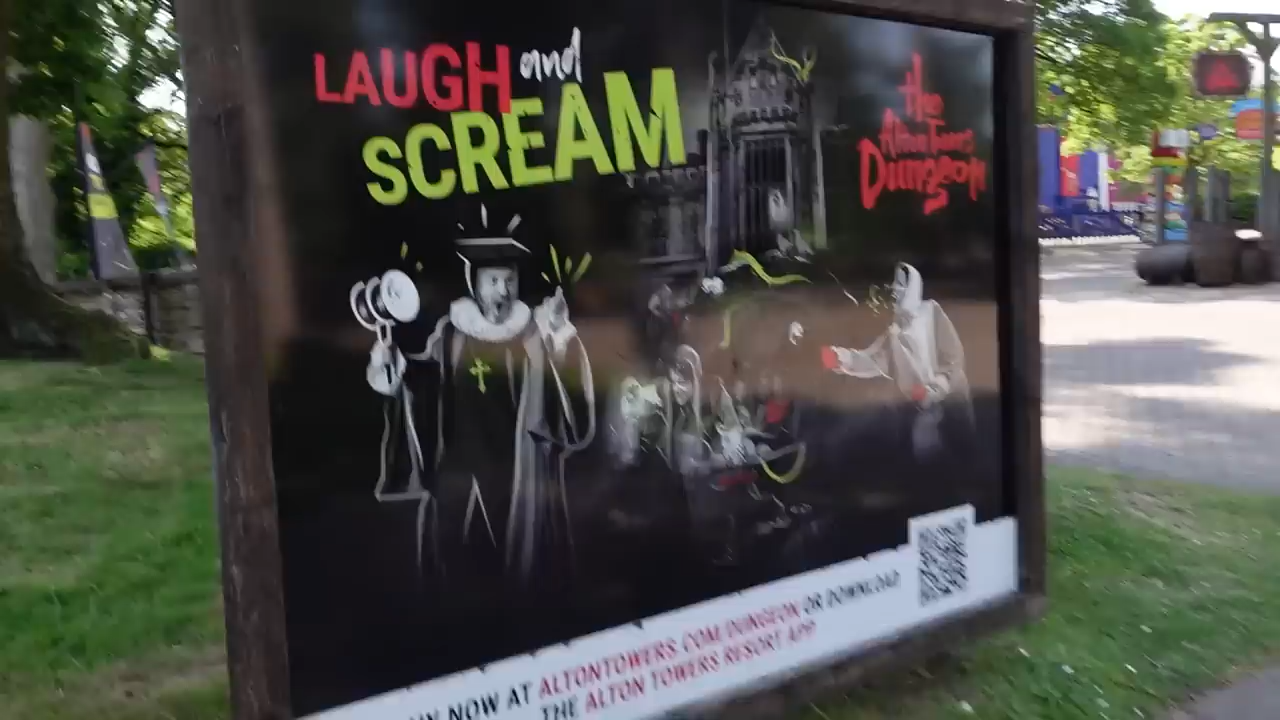 LAUGH and
SCREAM
the
Alton Towers
Dungeon
NOW AT ALTONTOWERS.COM/DUNGEON OR DOWNLOAD
THE ALTON TOWERS RESORT APP